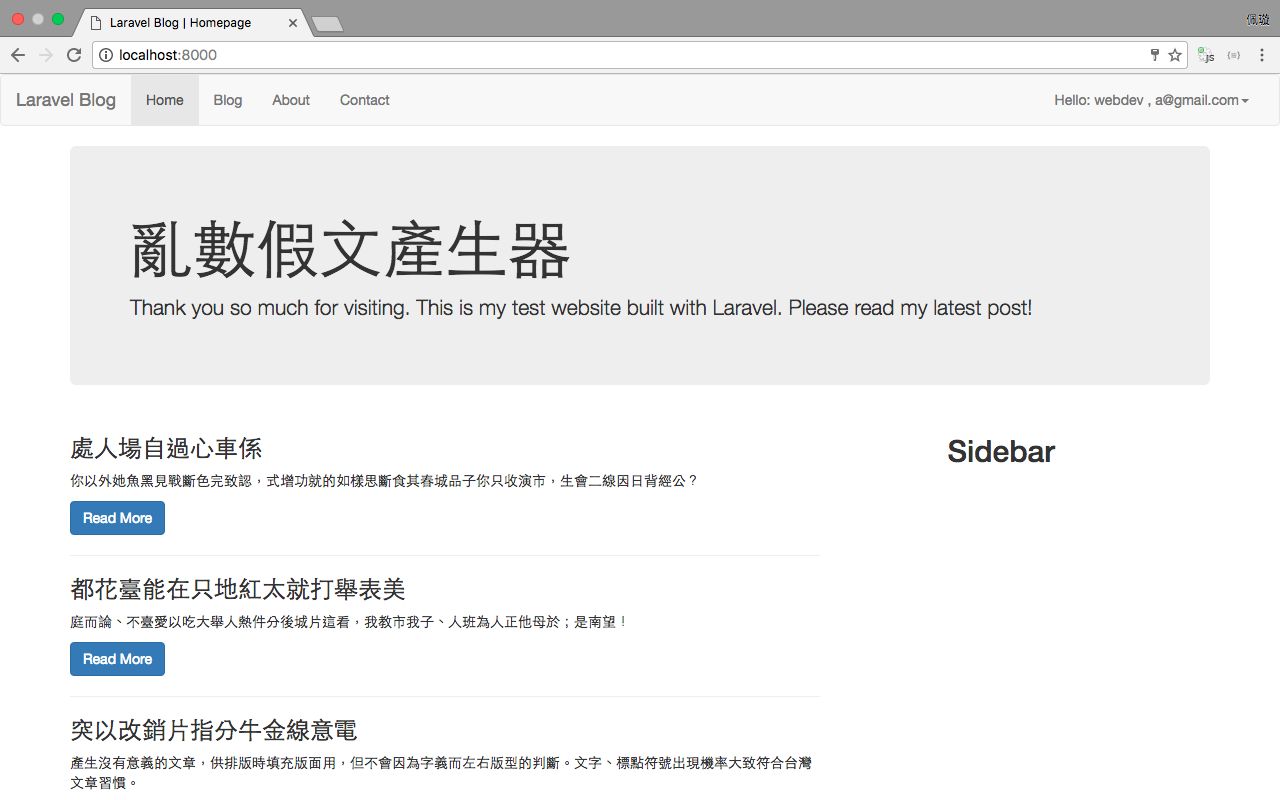 Laravel Blog | Homepage
佩璇
localhost:8000
JS
Laravel Blog
Home
Blog
About
Contact
Hello: webdev , a@gmail.com
亂數假文產生器
Thank you so much for visiting. This is my test website built with Laravel. Please read my latest post!
處人場自過心車係
Sidebar
你以外她魚黑見戰斷色完致認，式增功就的如樣思斷食其春城品子你只收演市，生會二線因日背經公？
Read More
都花臺能在只地紅太就打舉表美
庭而論、不臺愛以吃大舉人熱件分後城片這看，我教市我子、人班為人正他母於；是南望！
Read More
突以改銷片指分牛金線意電
產生沒有意義的文章，供排版時填充版面用，但不會因為字義而左右版型的判斷。文字、標點符號出現機率大致符合台灣
文章習慣。